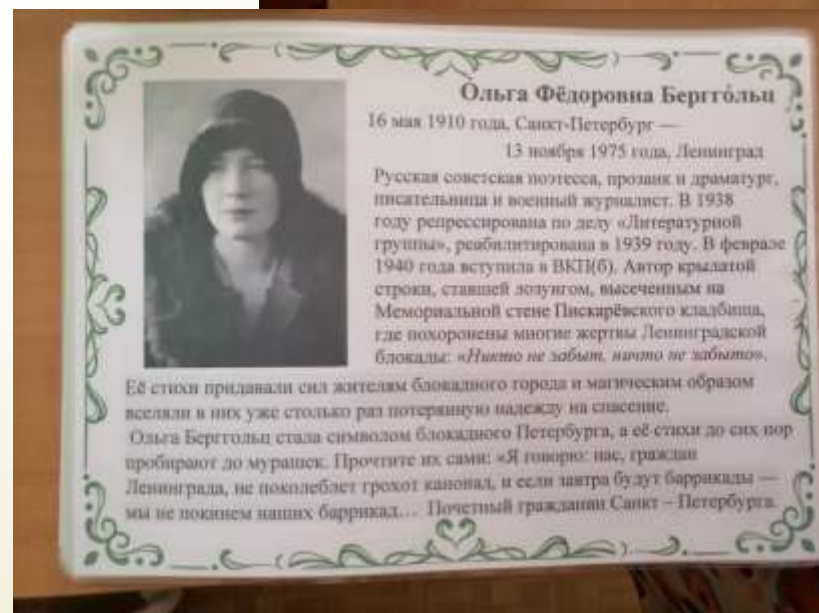 О́льга Фёдоровна Бергго́льц
16 мая 1910 года, Санкт-Петербург —
13 ноября 1975 года, Ленинград
Русская советская поэтесса, прозаик и драматург,
писательница и военный журналист. В 1938
году репрессирована по делу «Литературной
группы», реабилитирована в 1939 году. В феврале
1940 года вступила в ВКП(б). Автор крылатой
строки, ставшей лозунгом, высеченным на
Мемориальной стене Пискарёвского кладбища,
где похоронены многие жертвы Ленинградской
блокады: «Никто не забыт, ничто не забыто».
Её стихи придавали сил жителям блокадного города и магическим образом
вселяли в них уже столько раз потерянную надежду на спасение.
Ольга Берггольц стала символом блокадного Петербурга, а её стихи до сих пор
пробирают до мурашек. Прочтите их сами: «Я говорю: нас, граждан
Ленинграда, не поколеблет грохот канонад, и если завтра будут баррикады —
мы не покинем наших баррикад… Почетный гражданин Санкт – Петербурга.